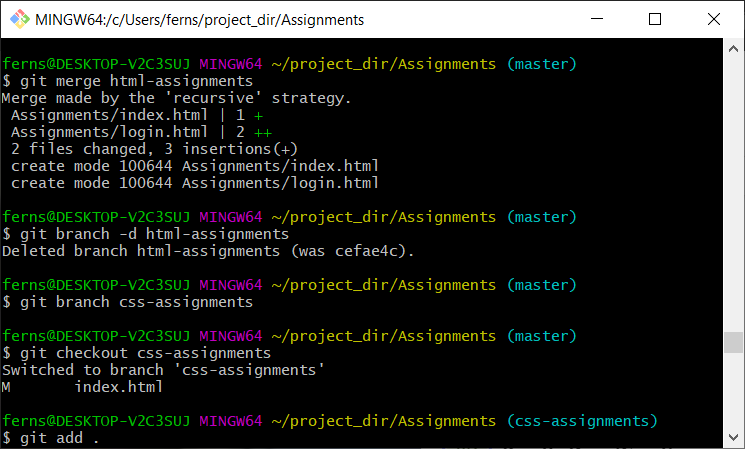 MINGW64:/c/Users/ferns/project_dir/Assignments
ferns@DESKTOP-V2C3SUJ MINGW64 ~/project_dir/Assignments (master)
$ git merge html-assignments
Merge made by the 'recursive' strategy.
 Assignments/index.html | 1 +
 Assignments/login.html | 2 ++
 2 files changed, 3 insertions(+)
 create mode 100644 Assignments/index.html
 create mode 100644 Assignments/login.html
ferns@DESKTOP-V2C3SUJ MINGW64 ~/project_dir/Assignments (master)
$ git branch -d html-assignments
Deleted branch html-assignments (was cefae4c).
ferns@DESKTOP-V2C3SUJ MINGW64 ~/project_dir/Assignments (master)
$ git branch css-assignments
ferns@DESKTOP-V2C3SUJ MINGW64 ~/project_dir/Assignments (master)
$ git checkout css-assignments
Switched to branch 'css-assignments'
M       index.html
ferns@DESKTOP-V2C3SUJ MINGW64 ~/project_dir/Assignments (css-assignments)
$ git add .